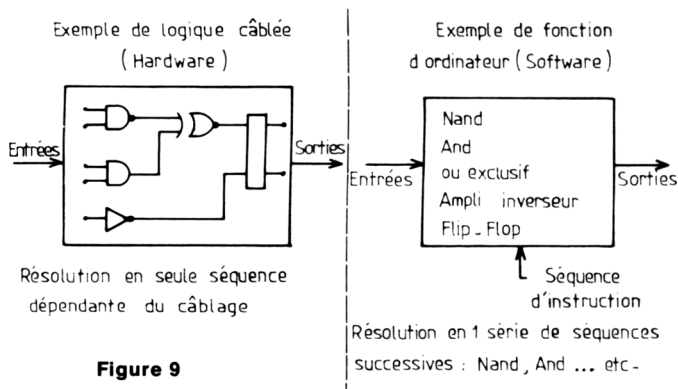 Exemple de logique câblée
( Hardware )
Entrées
Sorties
Résolution en seule séquence
dépendante du câblage
Figure 9
Exemple de fonction
d ordinateur ( Software )
Nand
And
ou exclusif
Ampli inverseur
Flip_Flop
Entrées
Sorties
Séquence
d'instruction
Résolution en 1 série de séquences
successives : Nand, And ... etc-